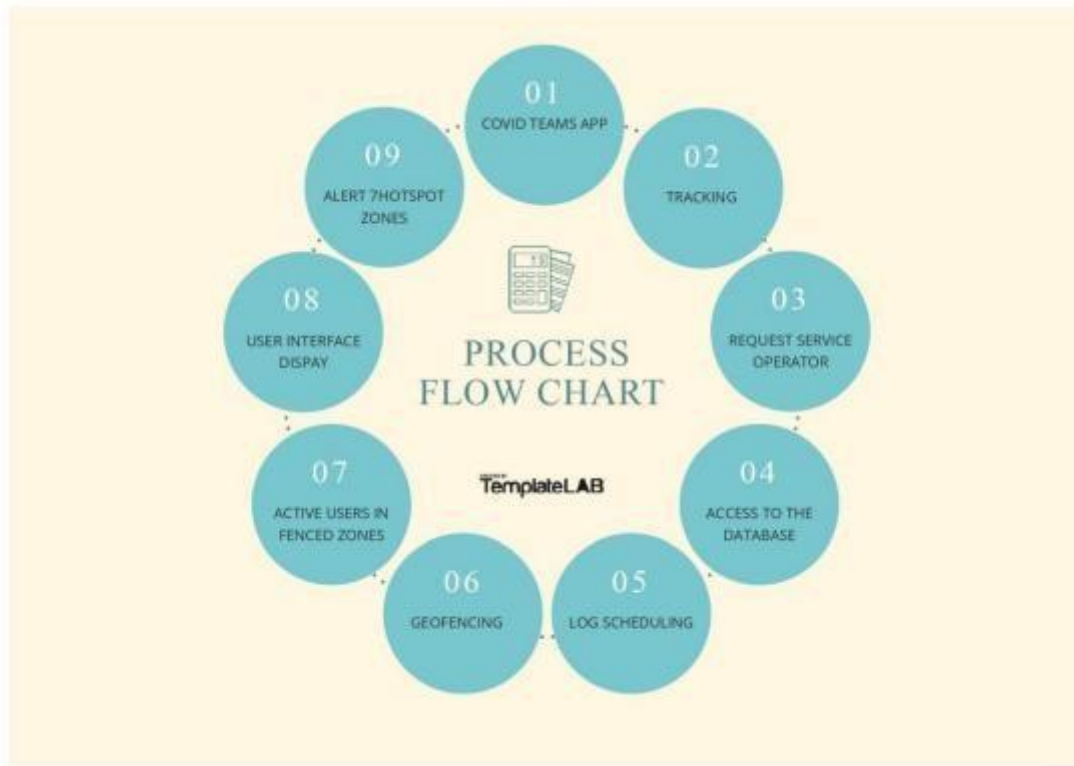 01
COVID TEAMS APP
02
TRACKING
03
REQUEST SERVICE
OPERATOR
04
ACCESS TO THE
DATABASE
05
LOG SCHEDULING
06
GEOFENCING
07
ACTIVE USERS IN
FENCED ZONES
08
USER INTERFACE
DISPAY
09
ALERT 7HOTSPOT
ZONES
PROCESS
FLOW CHART
TemplateLAB